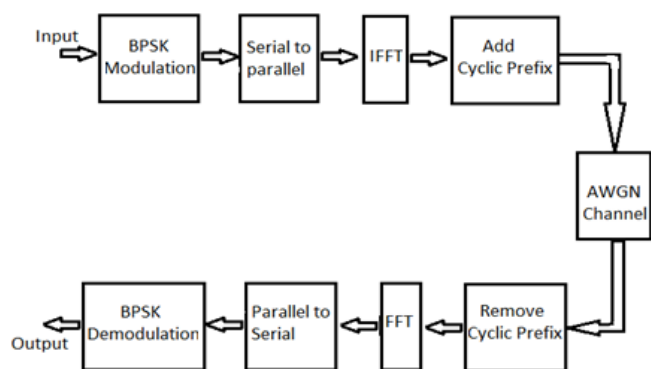 Input
BPSK
Modulation
Serial to
parallel
IFFT
Add
Cyclic Prefix
AWGN
Channel
Remove
Cyclic Prefix
FFT
Parallel to
Serial
BPSK
Demodulation
Output